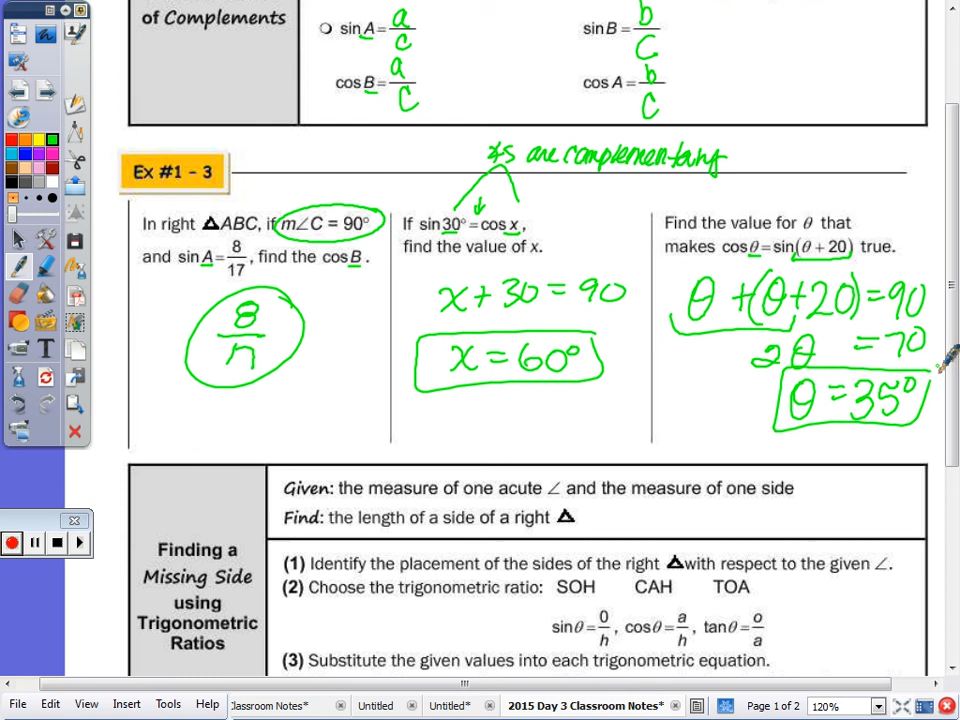 of Complements
sin A = a/c
sin B = b/c
cos B = a/c
cos A = b/c
∠s are complementary
Ex #1 - 3
In right △ABC, if m∠C = 90°
and sin A = 8/17, find the cos B.
8/17
If sin 30° = cos x,
find the value of x.
x + 30 = 90
x = 60°
Find the value for θ that
makes cos θ = sin(θ + 20) true.
θ + (θ + 20) = 90
2θ = 70
θ = 35°
Finding a
Missing Side
using
Trigonometric
Ratios
Given: the measure of one acute ∠ and the measure of one side
Find: the length of a side of a right △
(1) Identify the placement of the sides of the right △ with respect to the given ∠.
(2) Choose the trigonometric ratio: SOH CAH TOA
sin θ = o/h, cos θ = a/h, tan θ = o/a
(3) Substitute the given values into each trigonometric equation.
File Edit View Insert Tools Help Classroom Notes* Untitled Untitled* 2015 Day 3 Classroom Notes* Page 1 of 2 120%